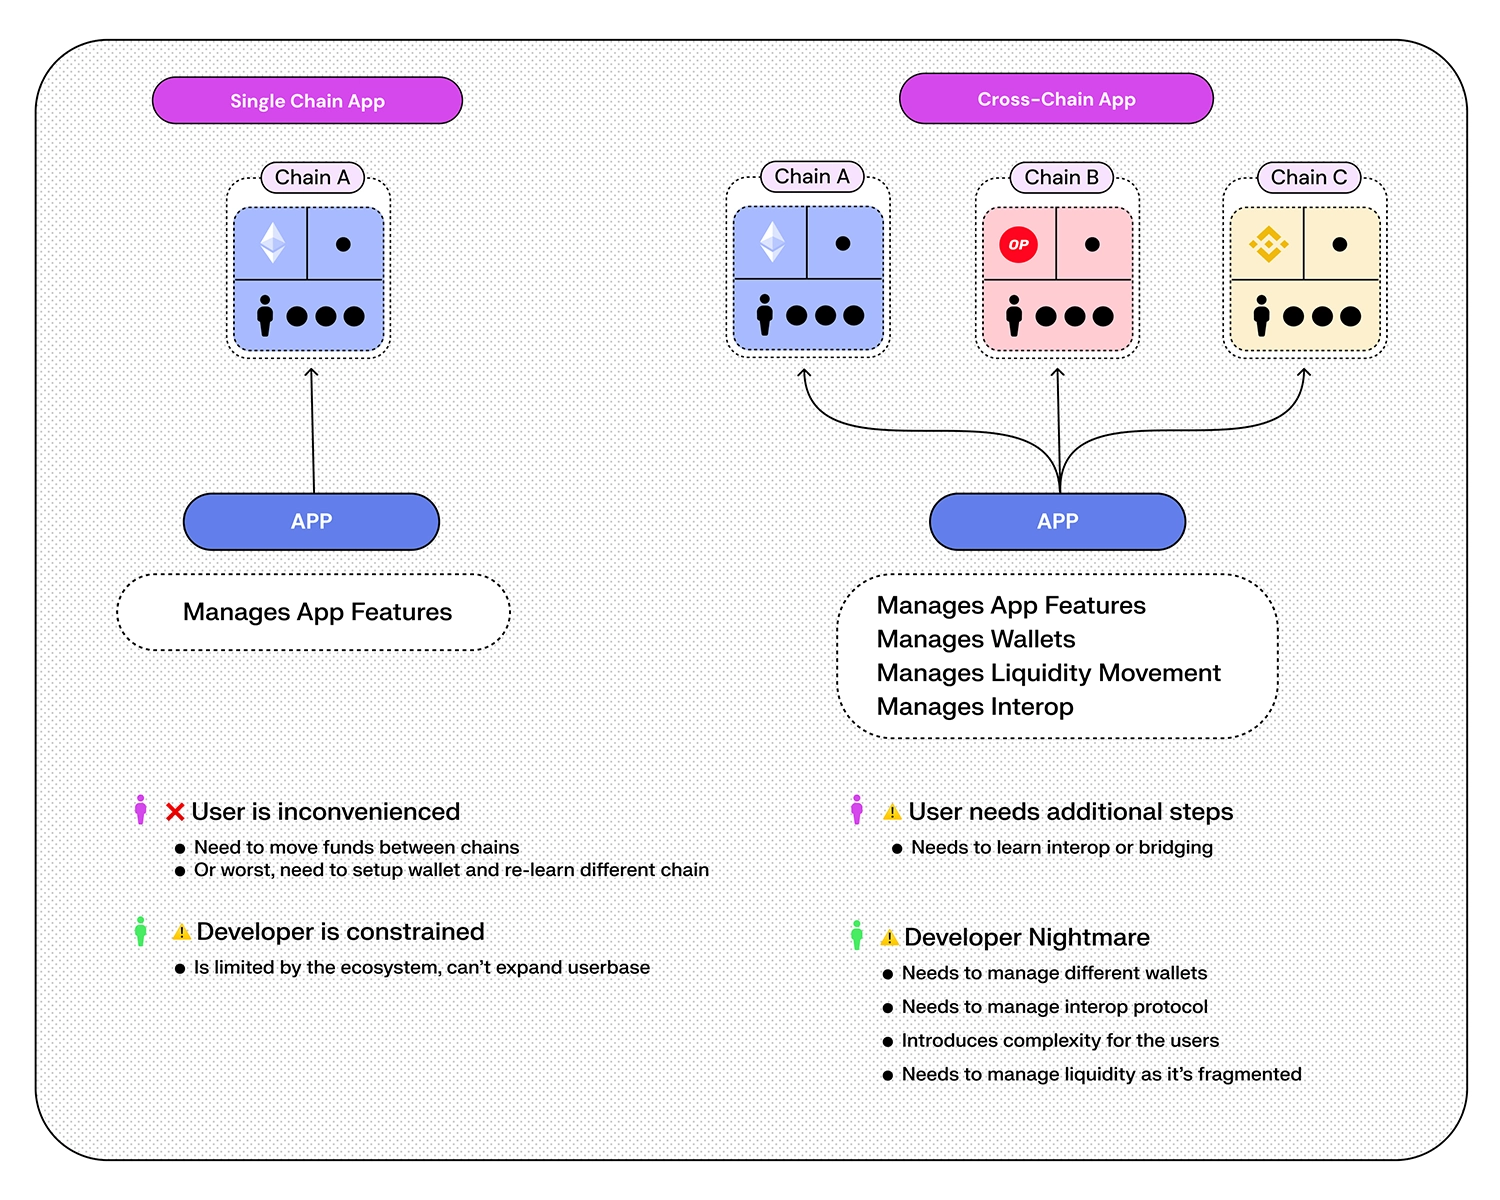 Single Chain App
Chain A
APP
Manages App Features
User is inconvenienced
Need to move funds between chains
Or worst, need to setup wallet and re-learn different chain
Developer is constrained
Is limited by the ecosystem, can't expand userbase
Cross-Chain App
Chain A
Chain B
Chain C
OP
APP
Manages App Features
Manages Wallets
Manages Liquidity Movement
Manages Interop
User needs additional steps
Needs to learn interop or bridging
Developer Nightmare
Needs to manage different wallets
Needs to manage interop protocol
Introduces complexity for the users
Needs to manage liquidity as it's fragmented